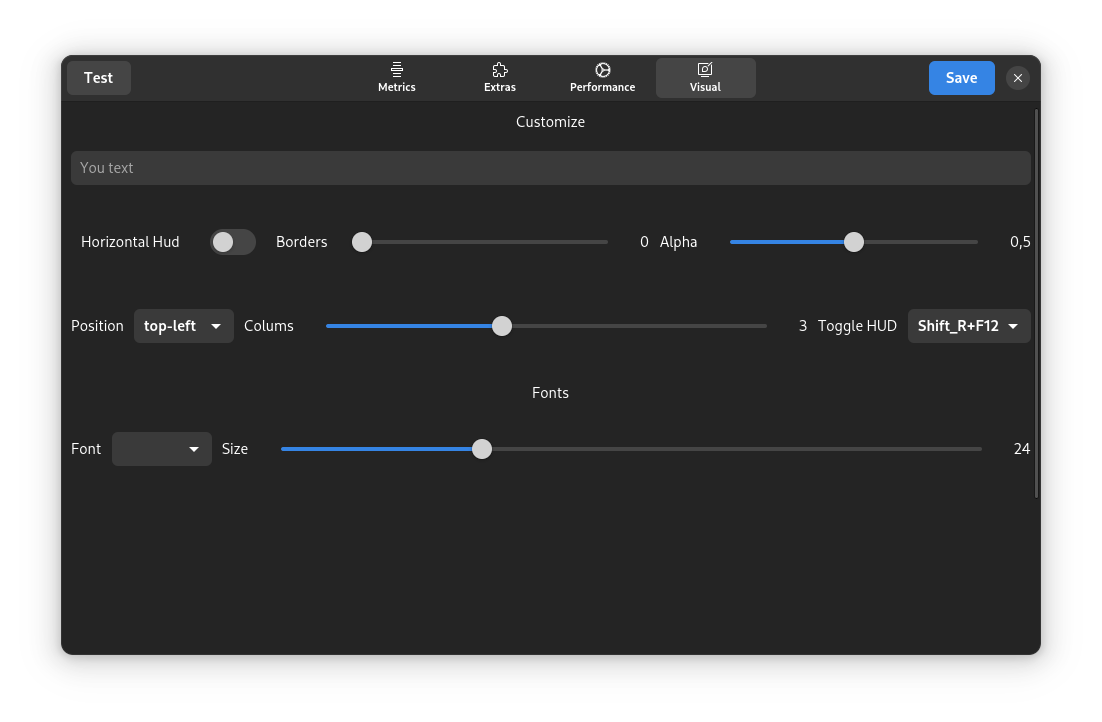 Test Metrics Extras Performance Visual Save
Customize
You text
Horizontal Hud Borders 0 Alpha 0,5
Position top-left Colums 3 Toggle HUD Shift_R+F12
Fonts
Font Size 24